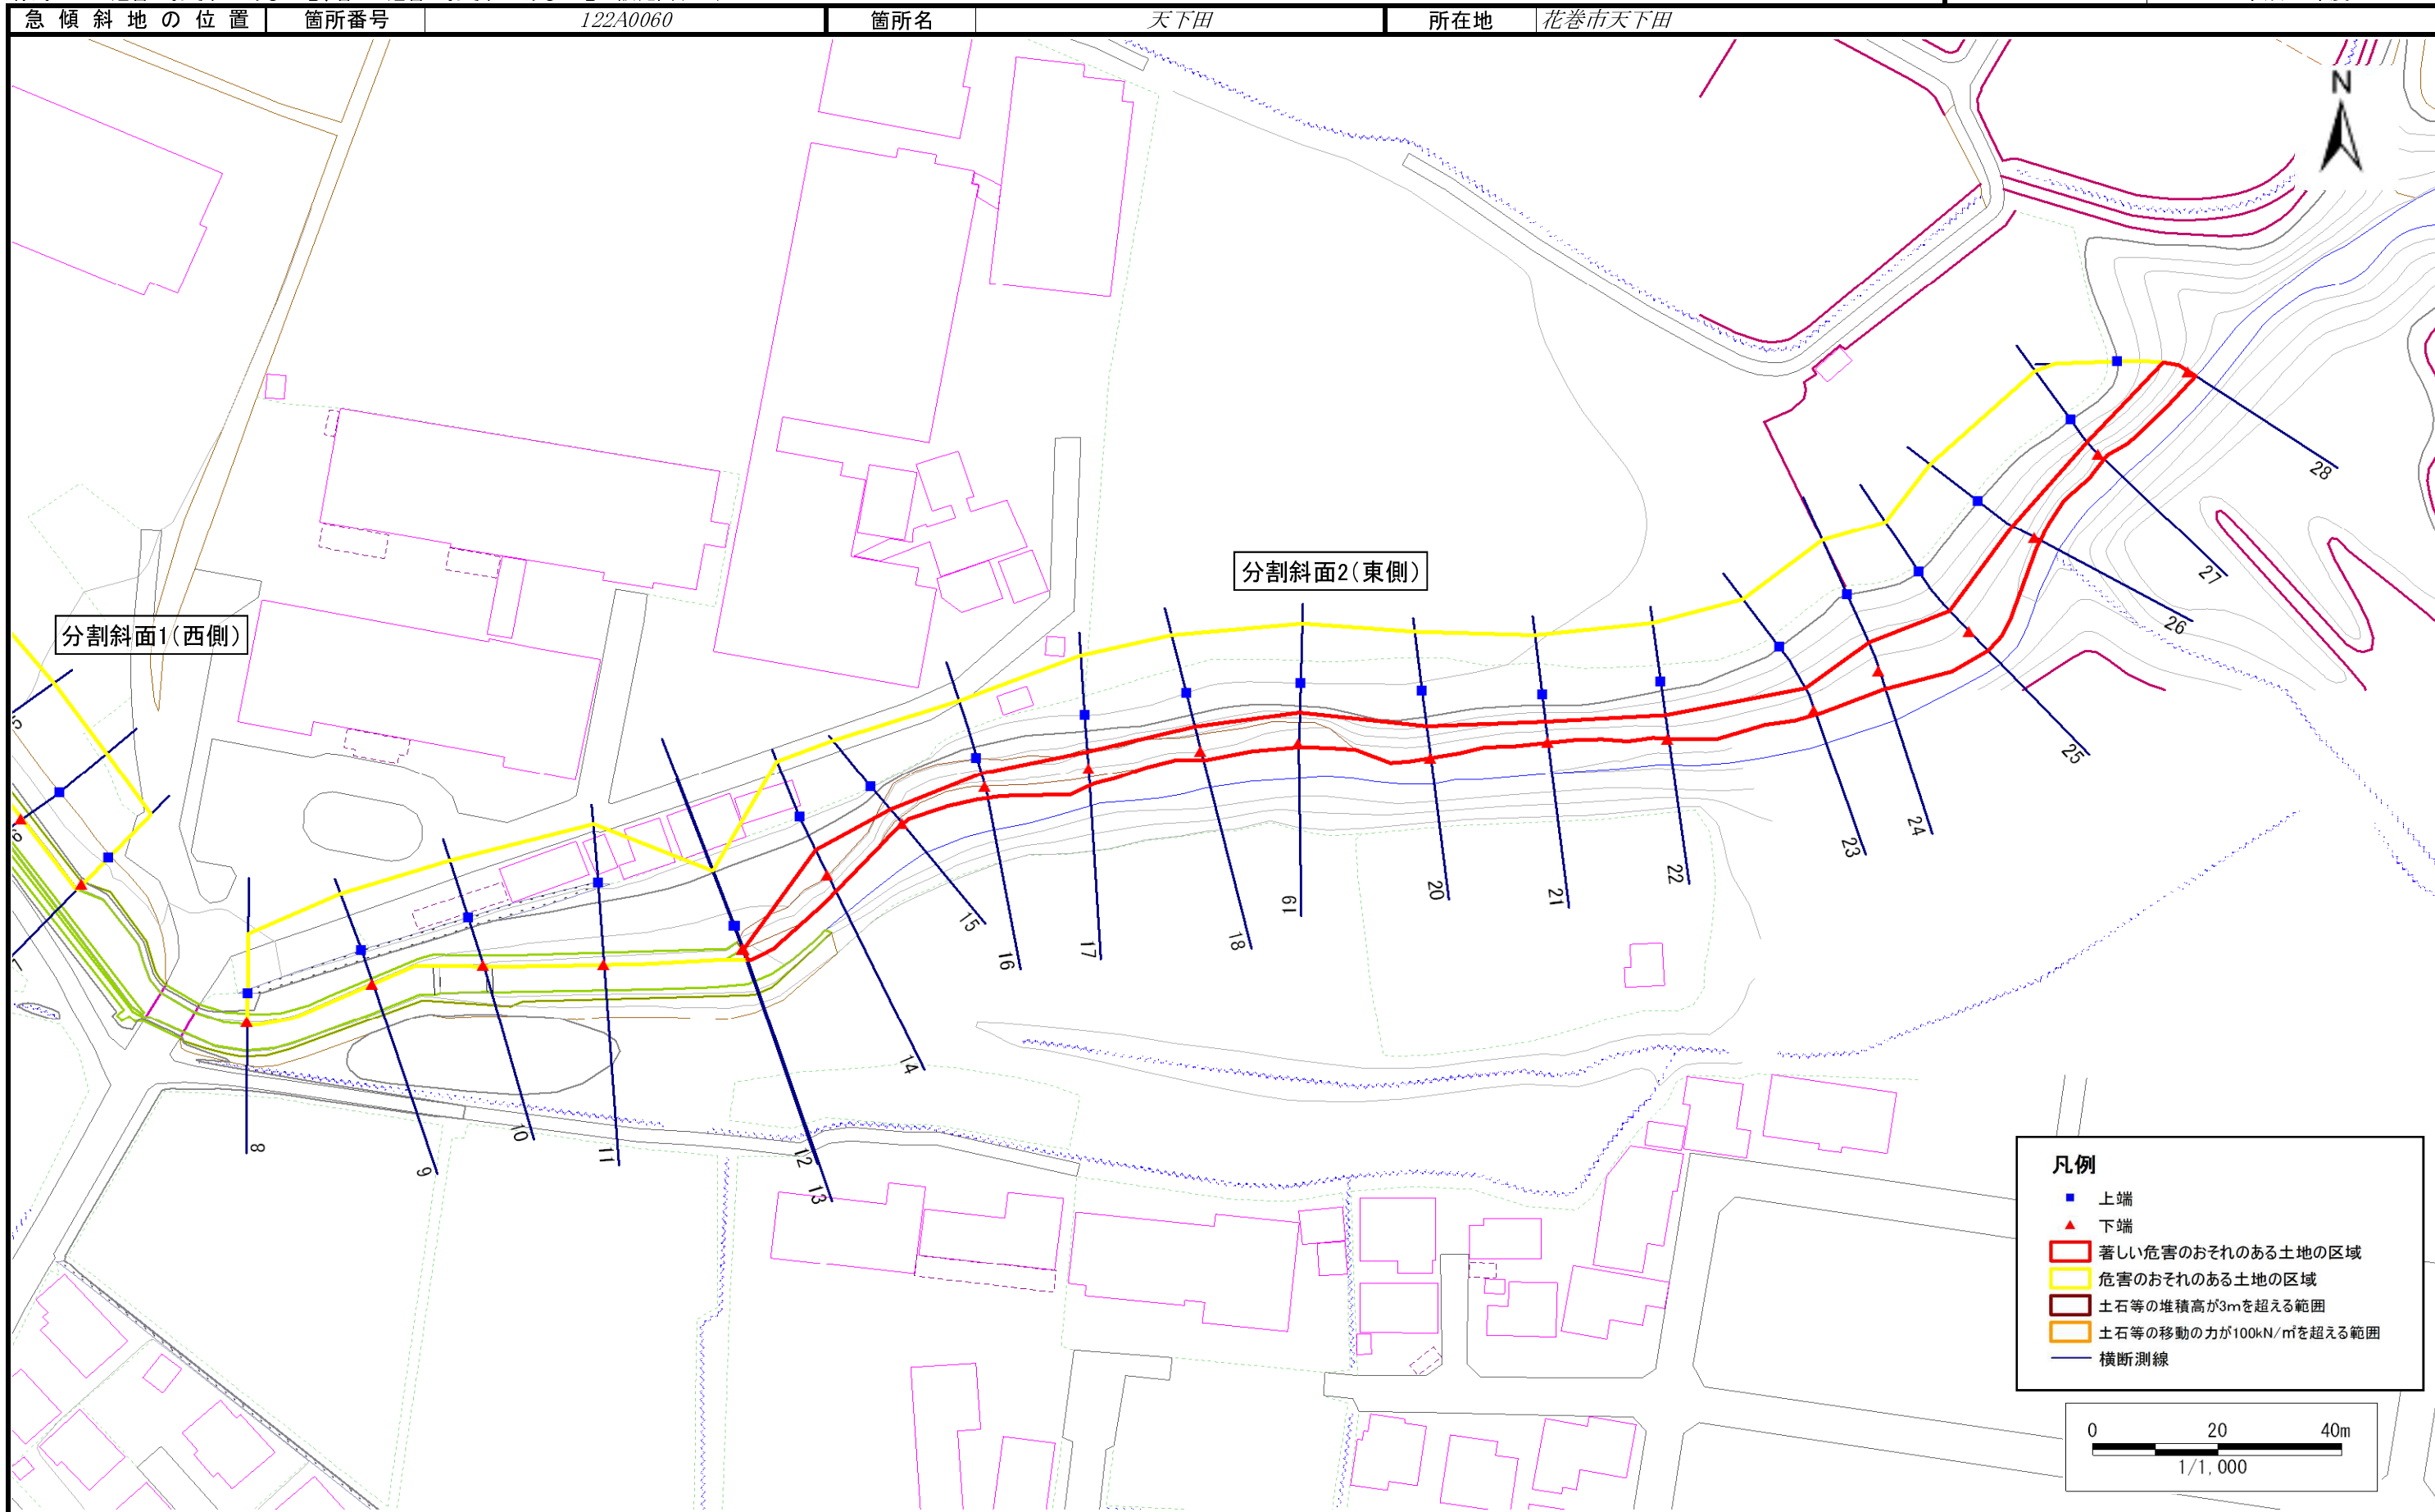 急傾斜地の位置 箇所番号 122A0060 箇所名 天下田 所在地 花巻市天下田
N
分割斜面2(東側)
分割斜面1(西側)
28
27
26
25
24
23
22
21
20
19
18
17
16
15
14
13
12
11
10
9
8
凡例
上端
下端
著しい危害のおそれのある土地の区域
危害のおそれのある土地の区域
土石等の堆積高が3mを超える範囲
土石等の移動の力が100kN/㎡を超える範囲
横断測線
0 20 40m
1/1,000